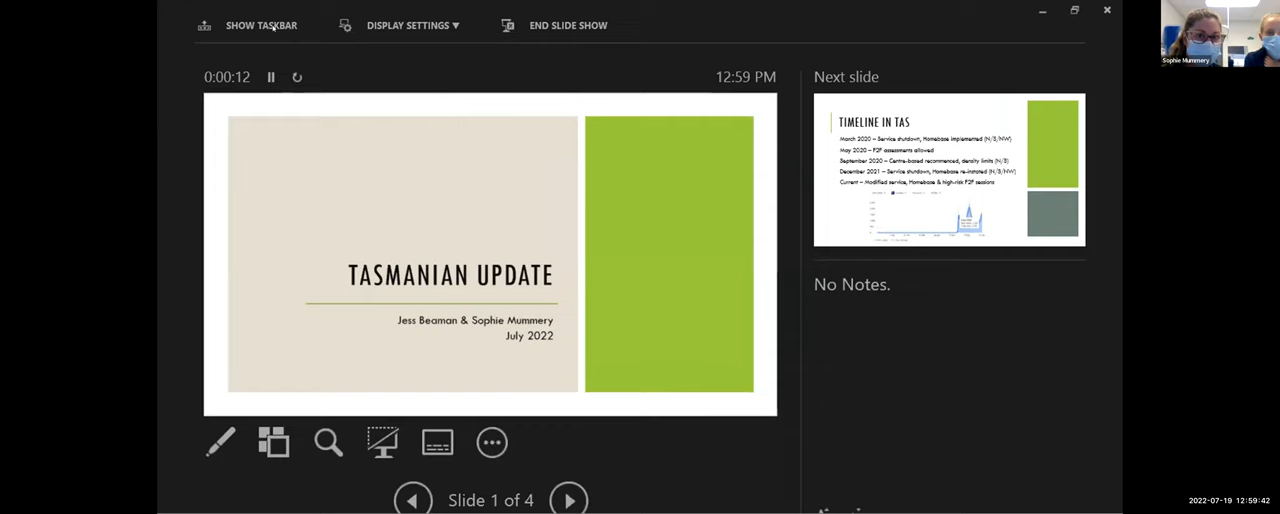 SHOW TASKBAR
DISPLAY SETTINGS ▼
END SLIDE SHOW
0:00:12
12:59 PM
TASMANIAN UPDATE
Jess Beaman & Sophie Mummery
July 2022
Slide 1 of 4
Next slide
TIMELINE IN TAS
March 2020 – Service shutdown, Homebase implemented (N/S/NW)
May 2020 – F2F assessments allowed
September 2020 – Centre-based recommenced, density limits (N/S)
December 2021 – Service shutdown, Homebase re-instated (N/S/NW)
Current – Modified service, Homebase & high-risk F2F sessions
No Notes.
Sophie Mummery
2022-07-19 12:59:42